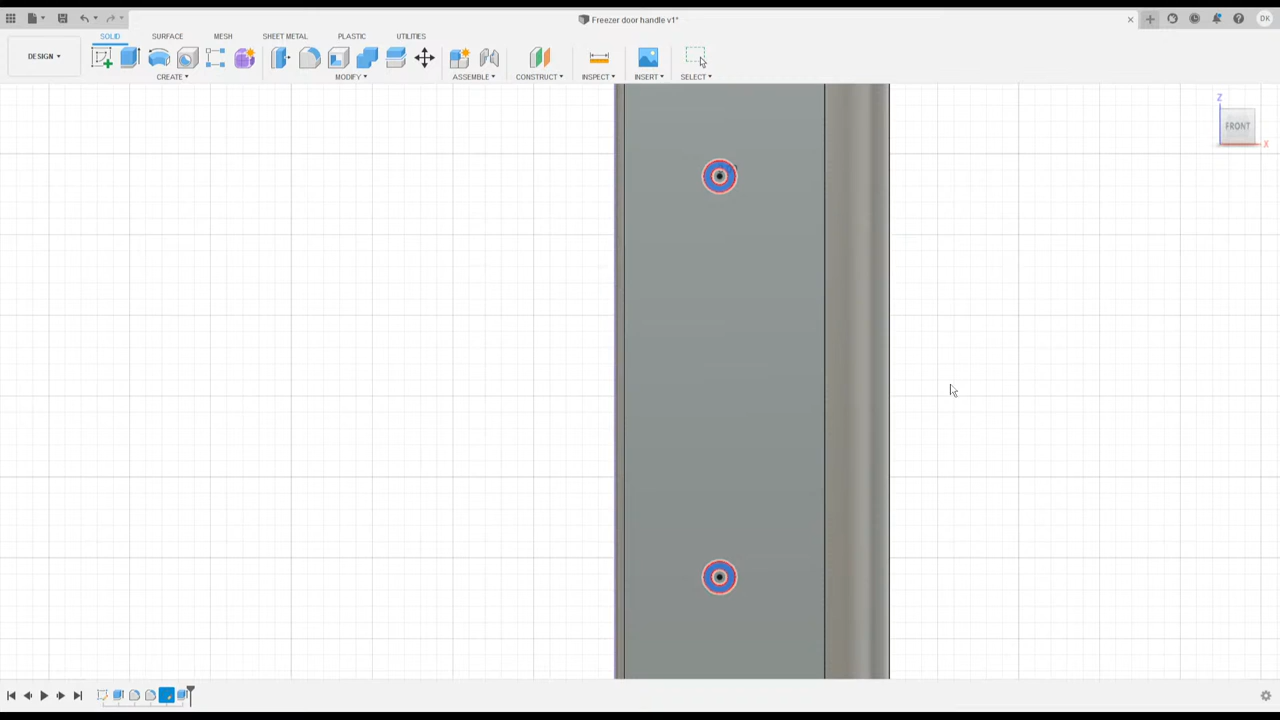 Freezer door handle v1*
DK
SOLID SURFACE MESH SHEET METAL PLASTIC UTILITIES
DESIGN
CREATE MODIFY ASSEMBLE CONSTRUCT INSPECT INSERT SELECT
Z
FRONT
X